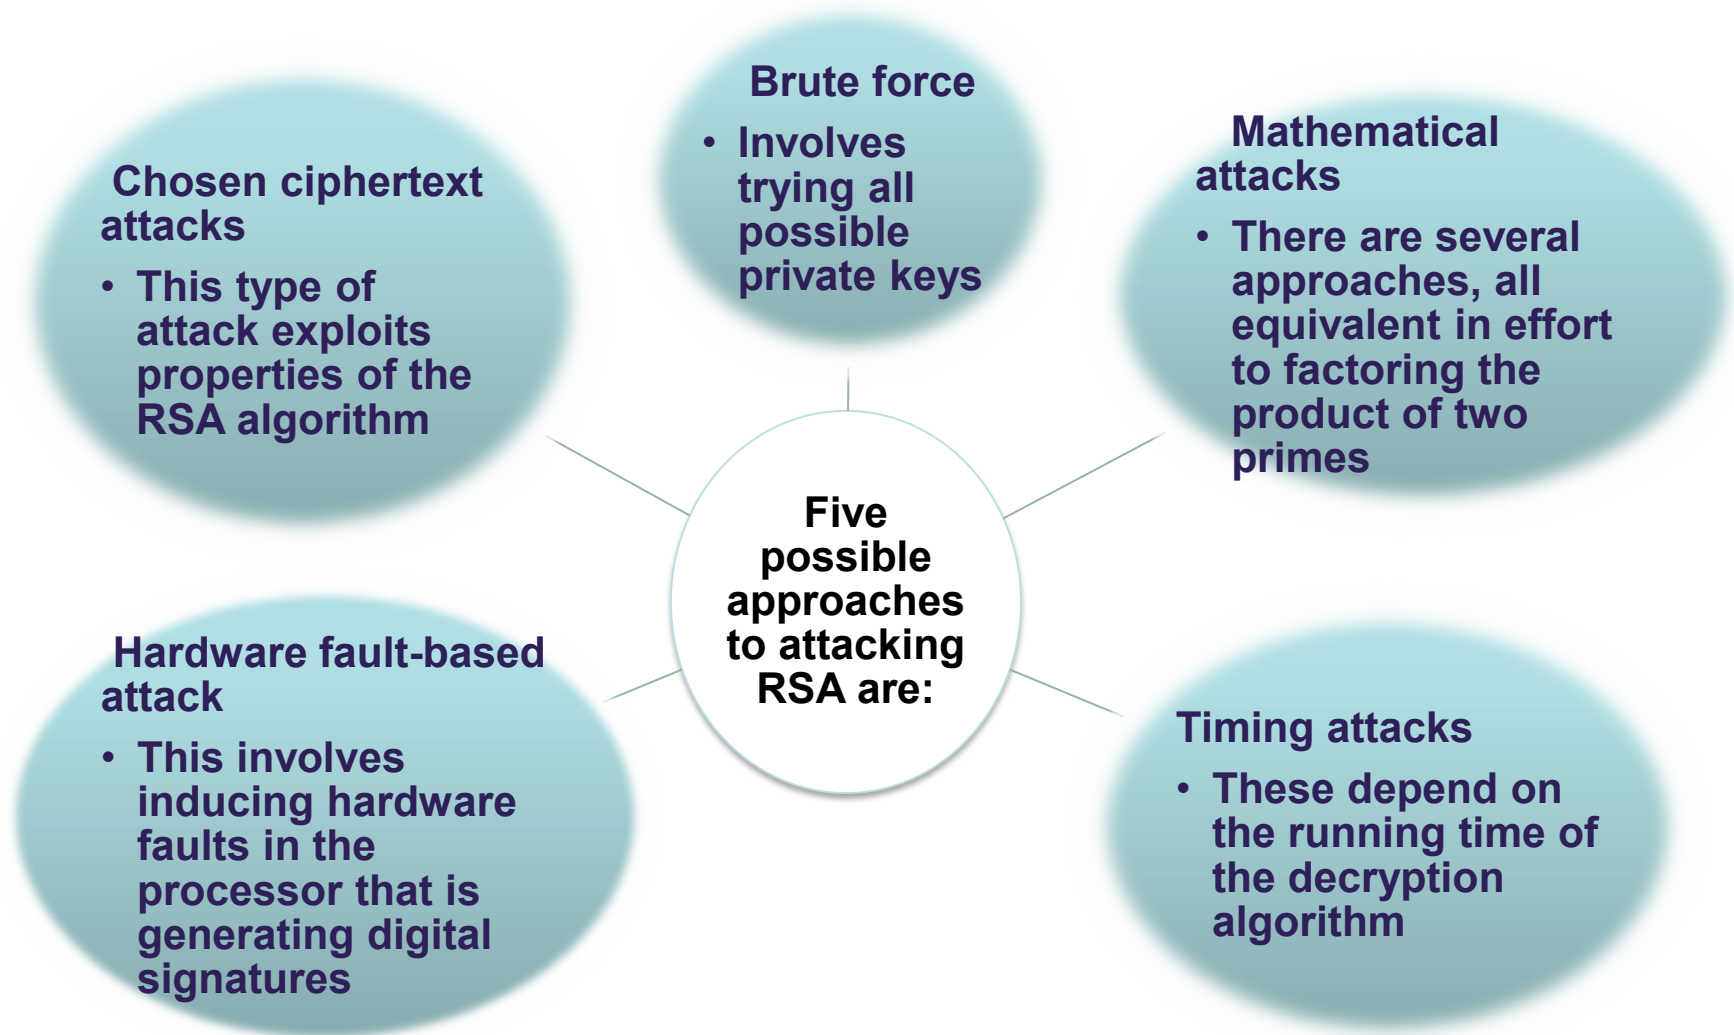 Brute force
• Involves
trying all
possible
private keys
Mathematical
attacks
• There are several
approaches, all
equivalent in effort
to factoring the
product of two
primes
Chosen ciphertext
attacks
• This type of
attack exploits
properties of the
RSA algorithm
Five
possible
approaches
to attacking
RSA are:
Hardware fault-based
attack
• This involves
inducing hardware
faults in the
processor that is
generating digital
signatures
Timing attacks
• These depend on
the running time of
the decryption
algorithm